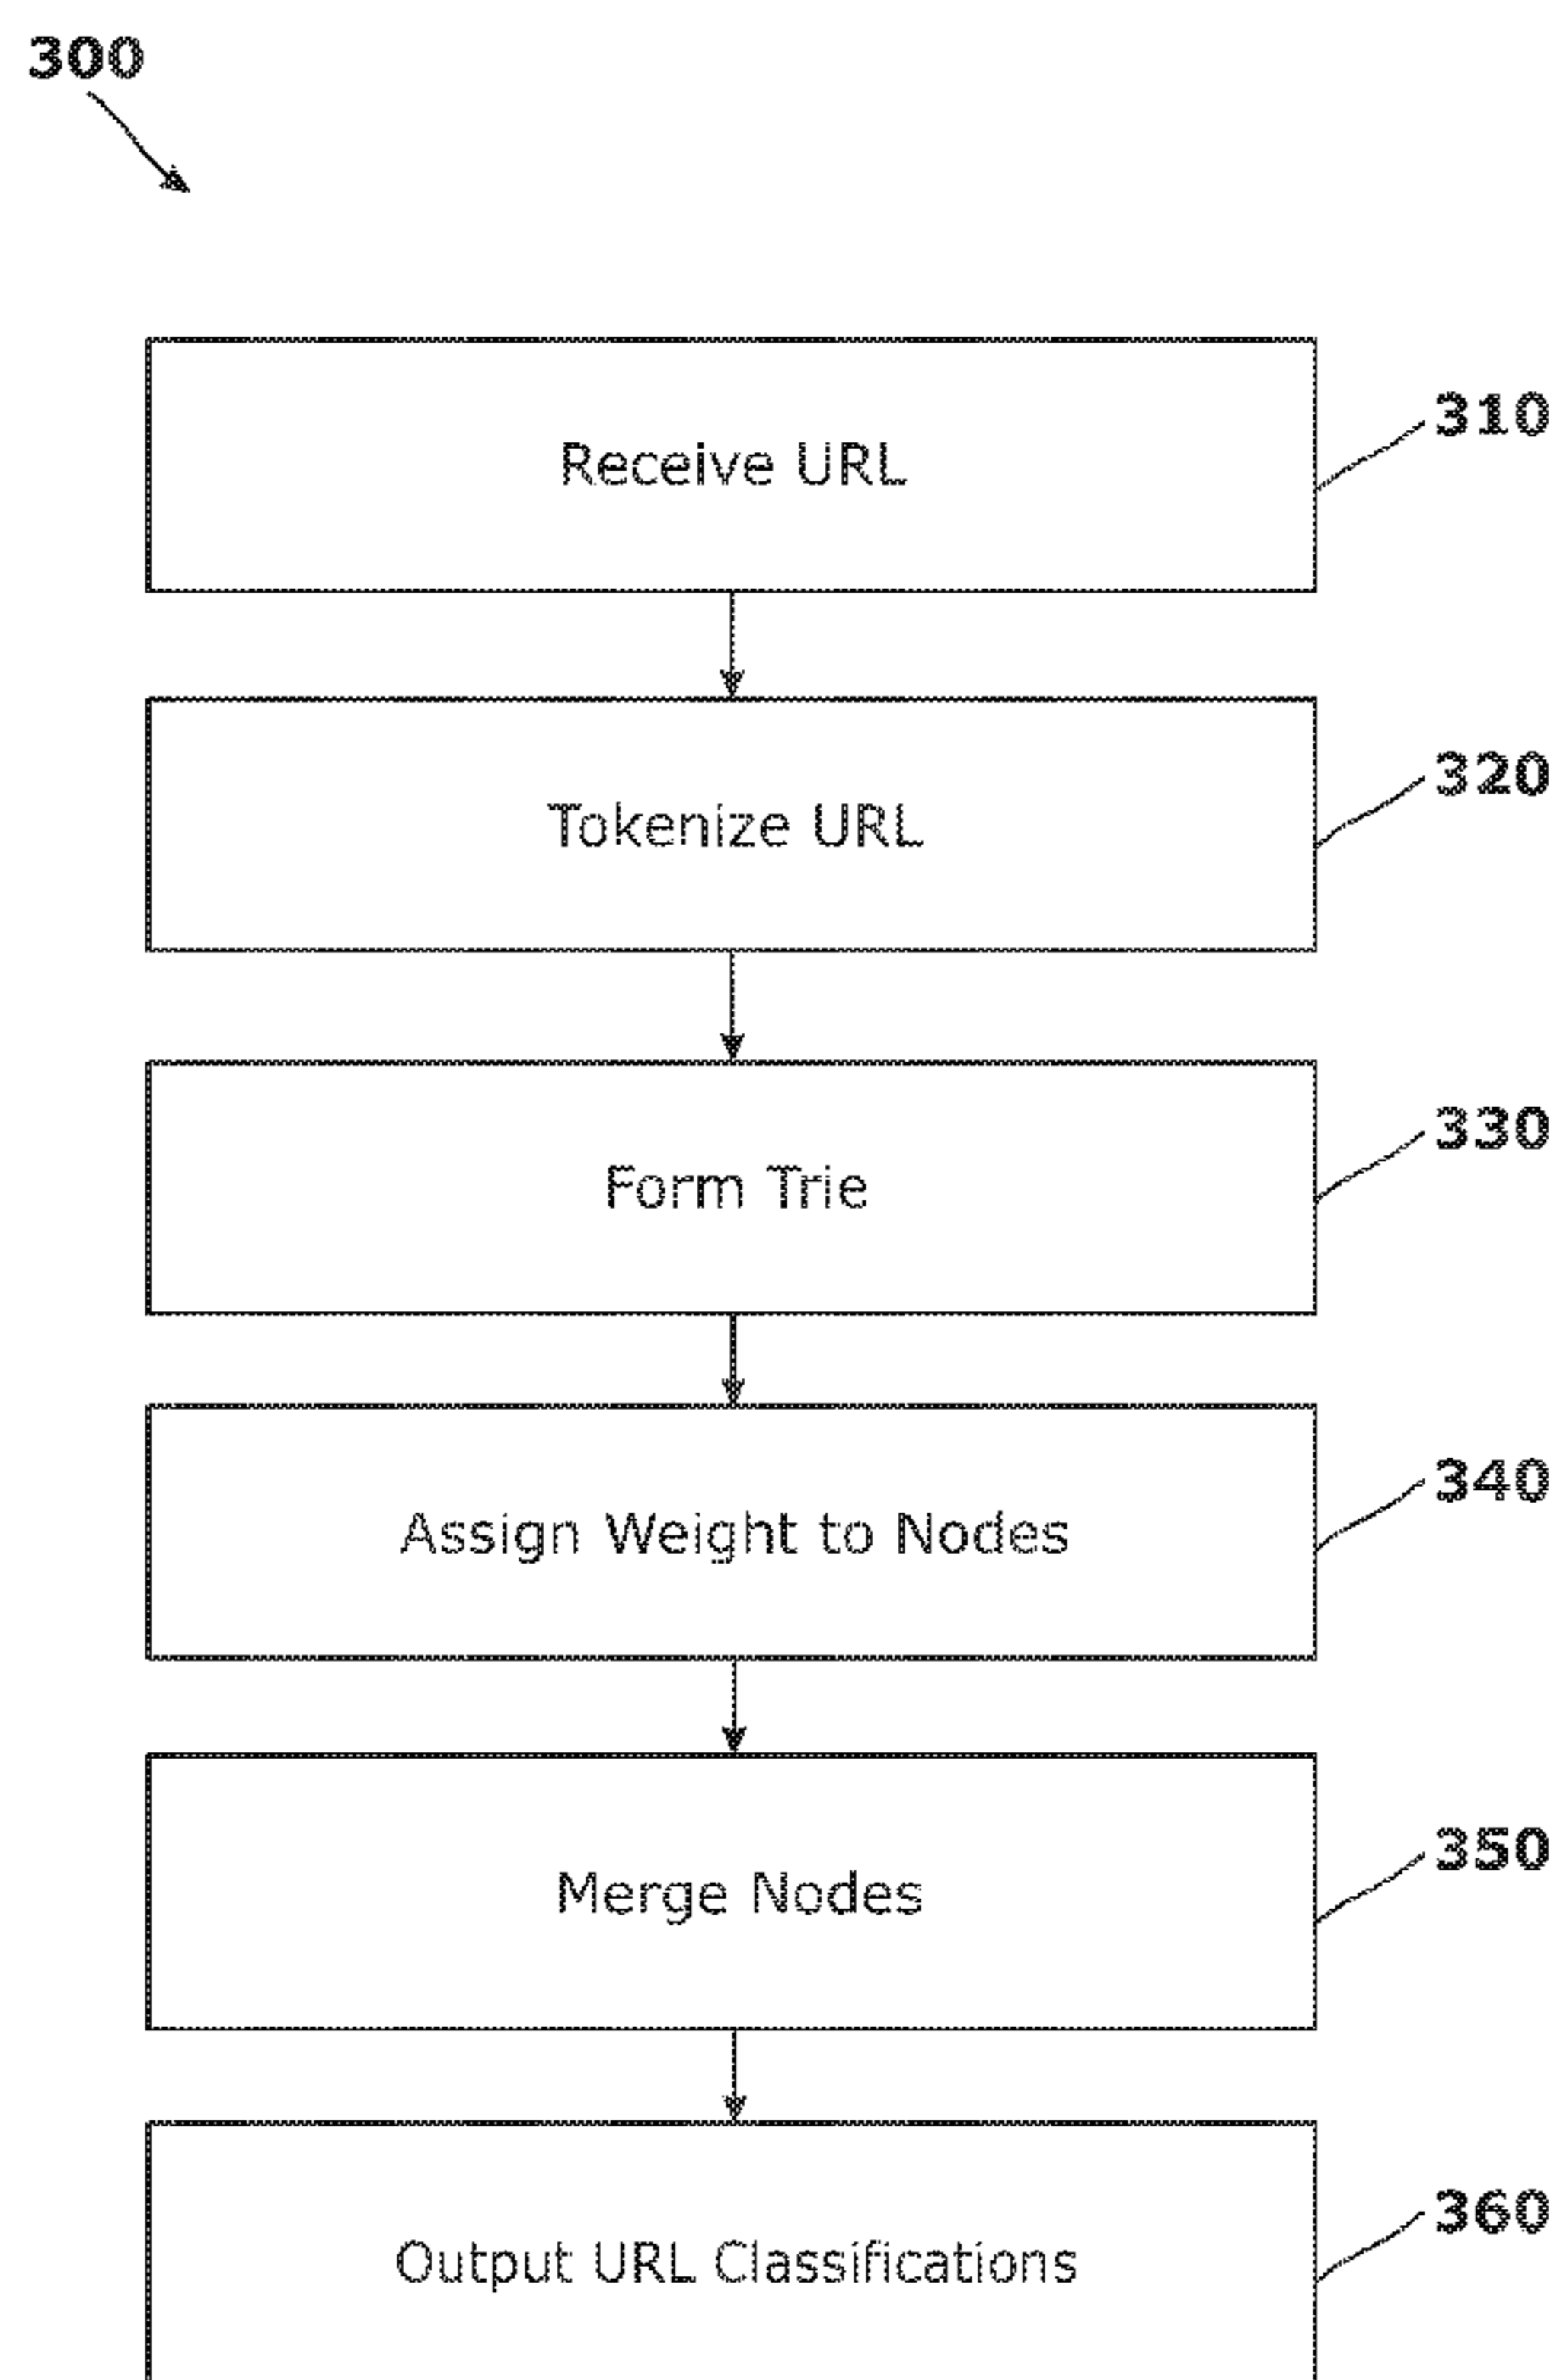 300
Receive URL
310
Tokenize URL
320
Form Trie
330
Assign Weight to Nodes
340
Merge Nodes
350
Output URL Classifications
360